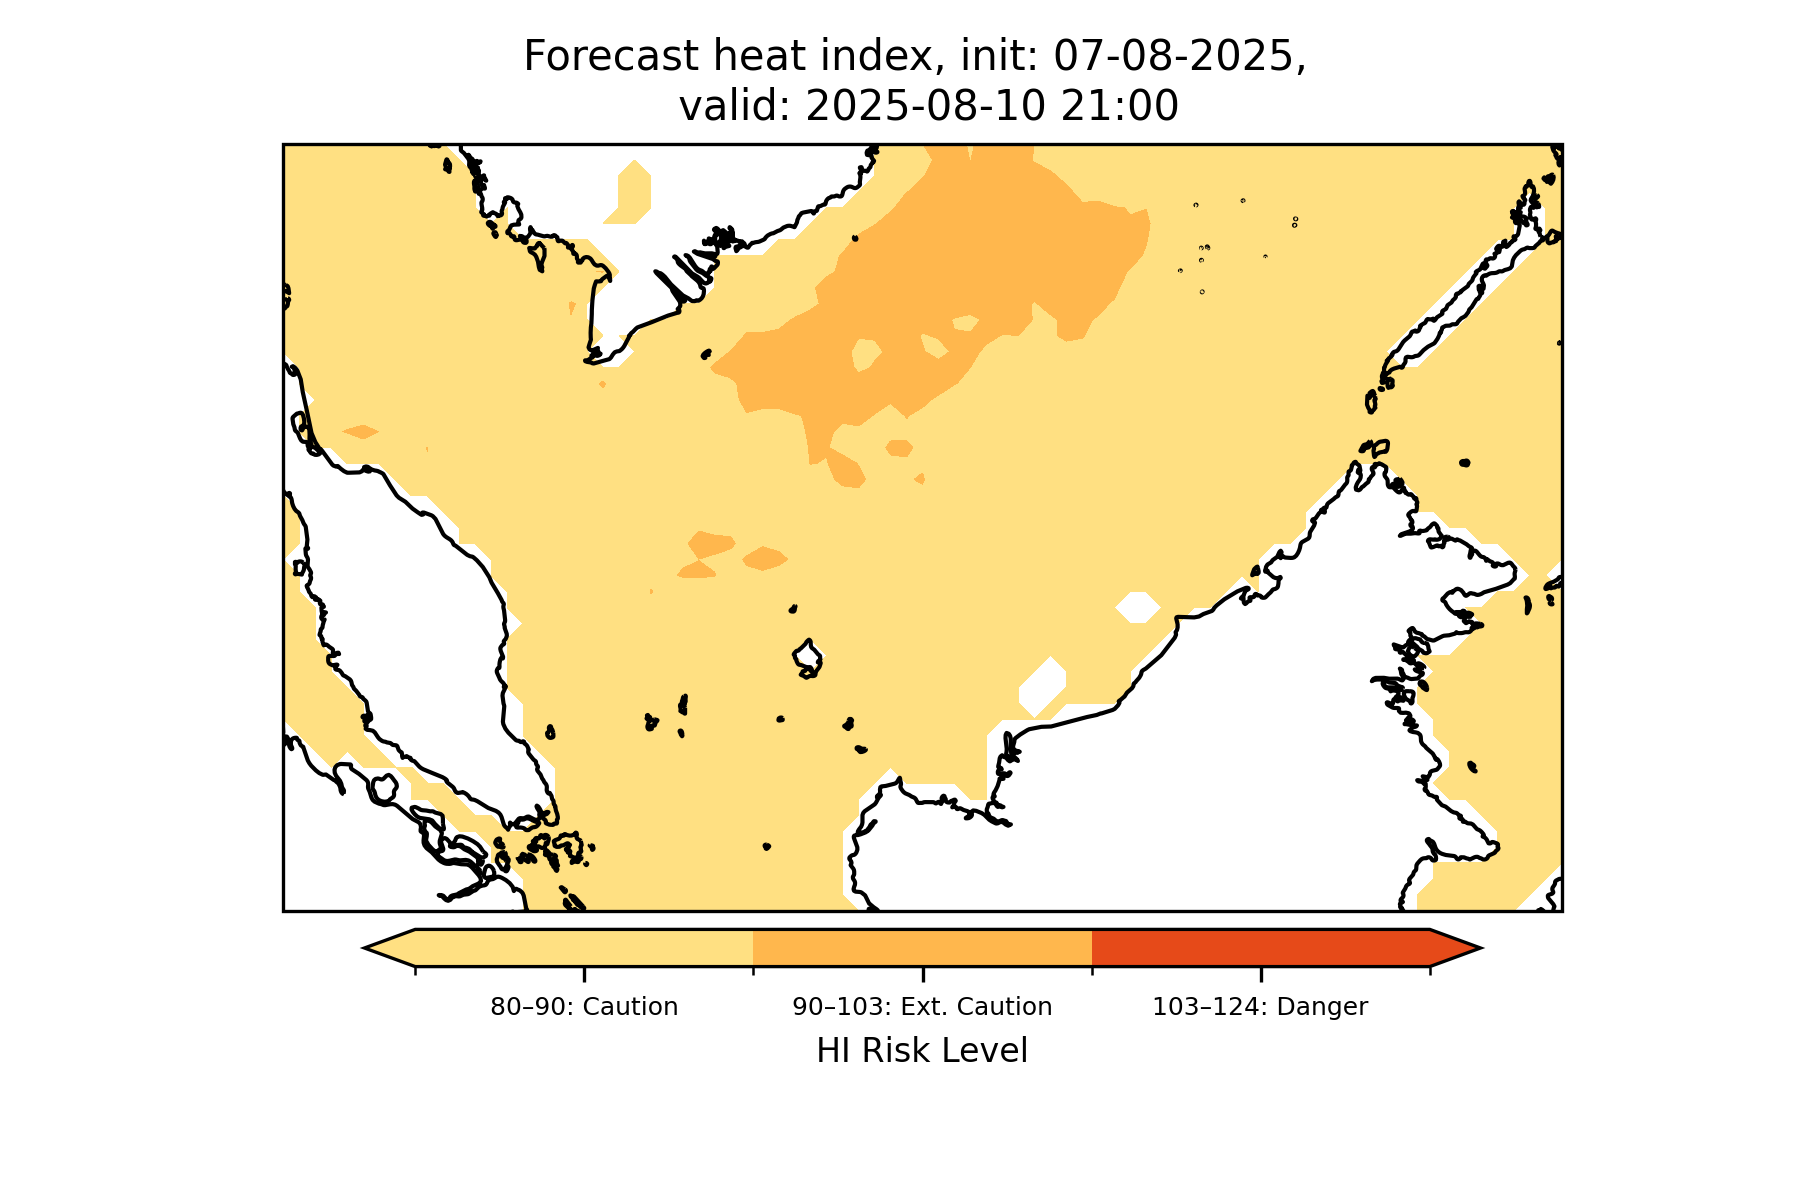 Forecast heat index, init: 07-08-2025,
valid: 2025-08-10 21:00
80–90: Caution
90–103: Ext. Caution
103–124: Danger
HI Risk Level